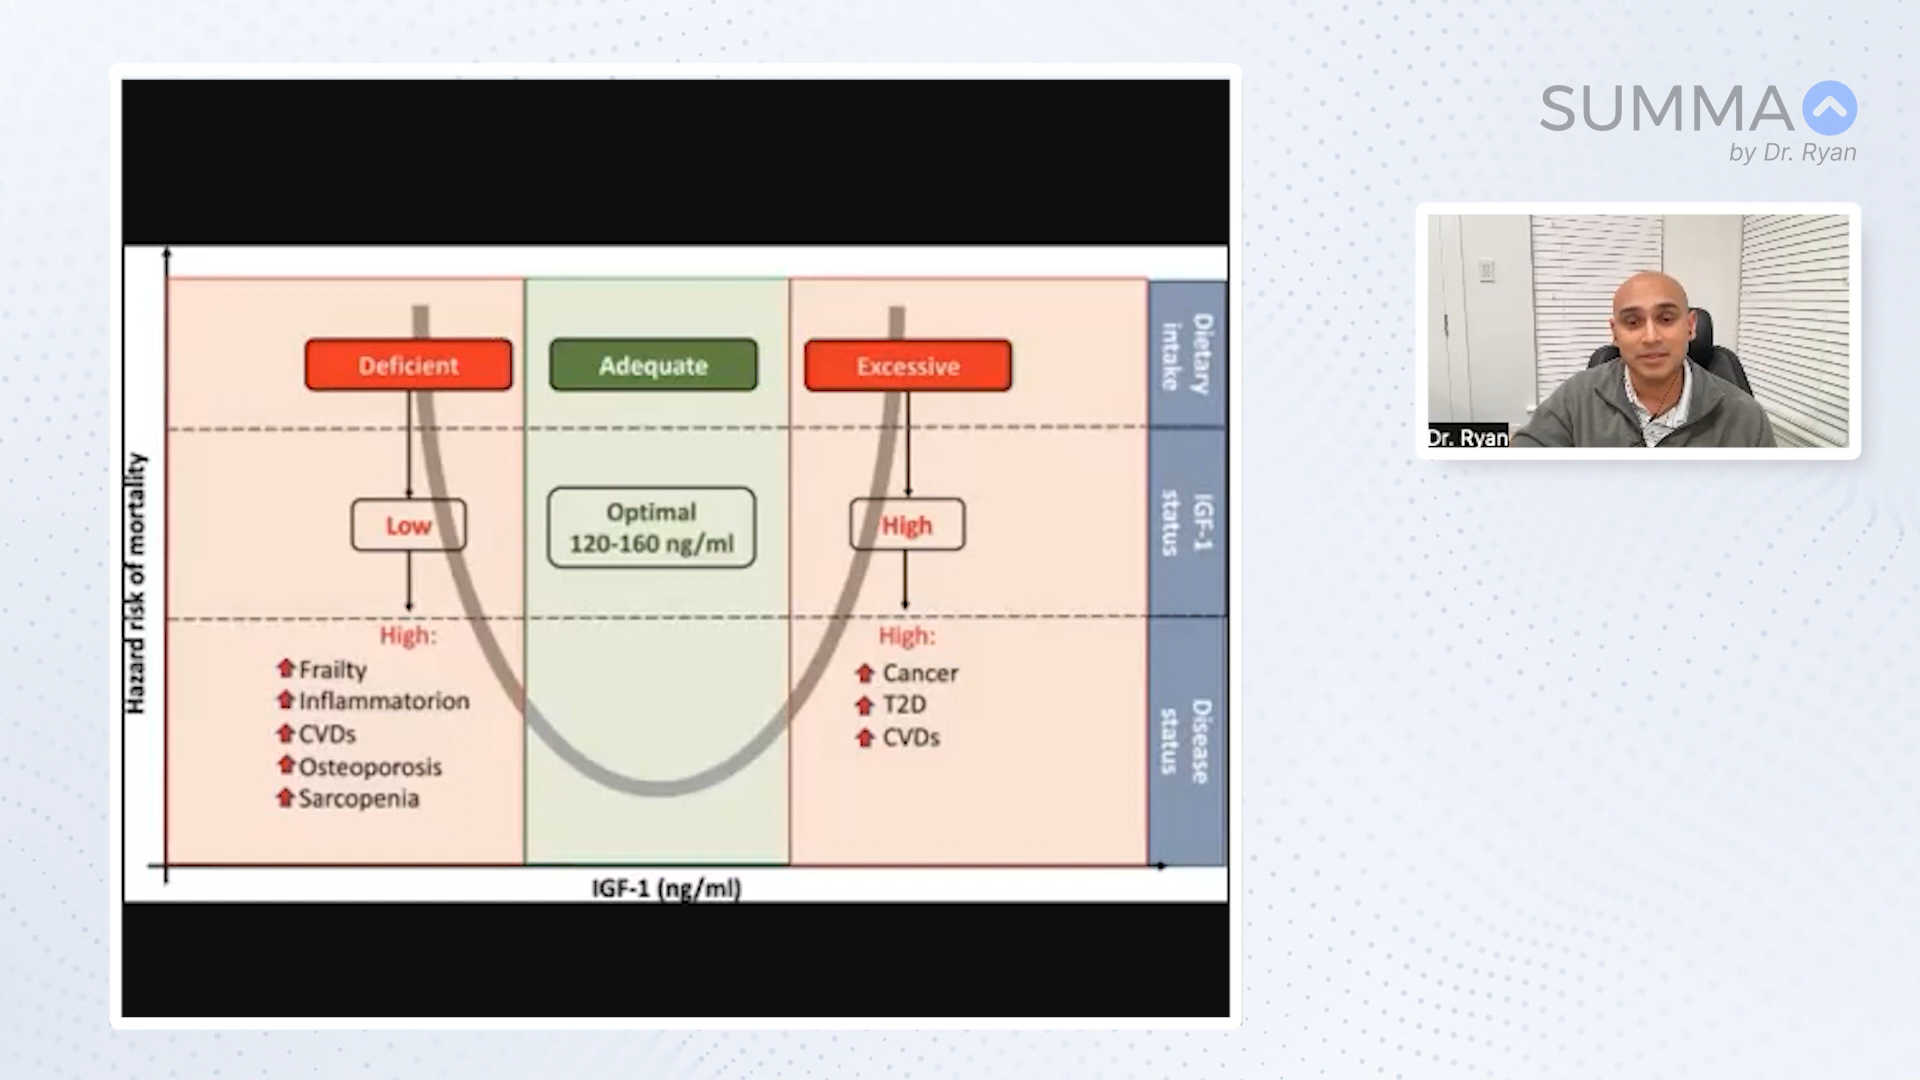 SUMMA
by Dr. Ryan
Dr. Ryan
Hazard risk of mortality
Deficient
Adequate
Excessive
Dietary
intake
Low
Optimal
120-160 ng/ml
High
IGF-1
status
High:
Frailty
Inflammatorion
CVDs
Osteoporosis
Sarcopenia
High:
Cancer
T2D
CVDs
Disease
status
IGF-1 (ng/ml)